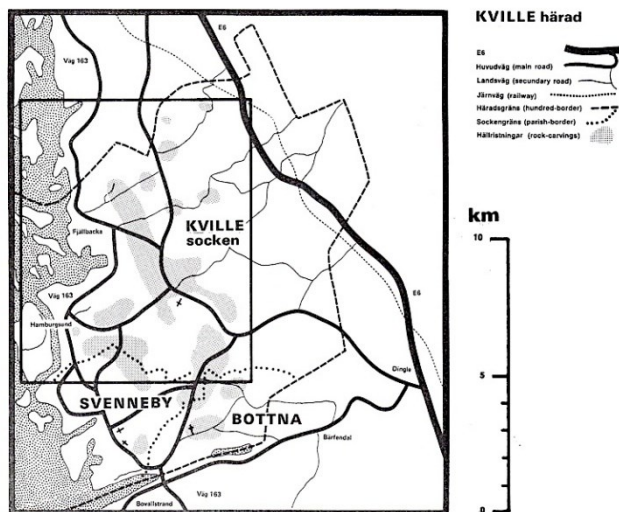 KVILLE härad
E6
Huvudväg (main road)
Landsväg (secundary road)
Järnväg (railway)
Häradsgräns (hundred-border)
Sockengräns (parish-border)
Hällristningar (rock-carvings)
km
10
5
0
Väg 163
E6
KVILLE
socken
Fjällbacka
Väg 163
Hamburgsund
E6
Dingle
SVENNEBY
BOTTNA
Bärfendal
Väg 163
Bovallstrand